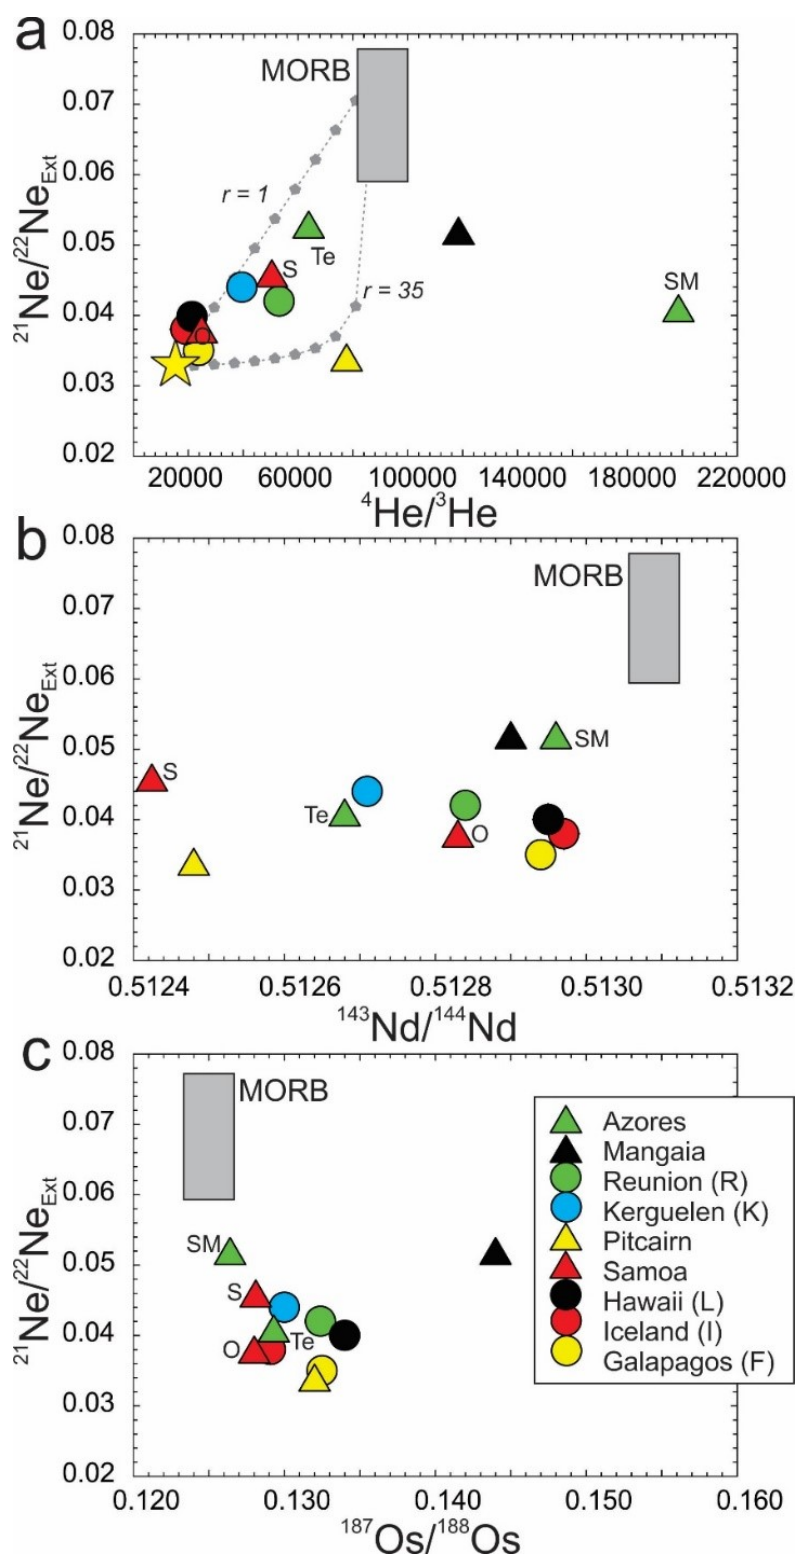 a
0.08
0.07
0.06
0.05
0.04
0.03
0.02
²¹Ne/²²Ne_Ext
MORB
r = 1
Te
S
r = 35
SM
O
20000 60000 100000 140000 180000 220000
⁴He/³He
b
0.08
0.07
0.06
0.05
0.04
0.03
0.02
²¹Ne/²²Ne_Ext
MORB
SM
S
Te
O
0.5124 0.5126 0.5128 0.5130 0.5132
¹⁴³Nd/¹⁴⁴Nd
c
0.08
0.07
0.06
0.05
0.04
0.03
0.02
²¹Ne/²²Ne_Ext
MORB
SM
S
Te
O
Azores
Mangaia
Reunion (R)
Kerguelen (K)
Pitcairn
Samoa
Hawaii (L)
Iceland (I)
Galapagos (F)
0.120 0.130 0.140 0.150 0.160
¹⁸⁷Os/¹⁸⁸Os